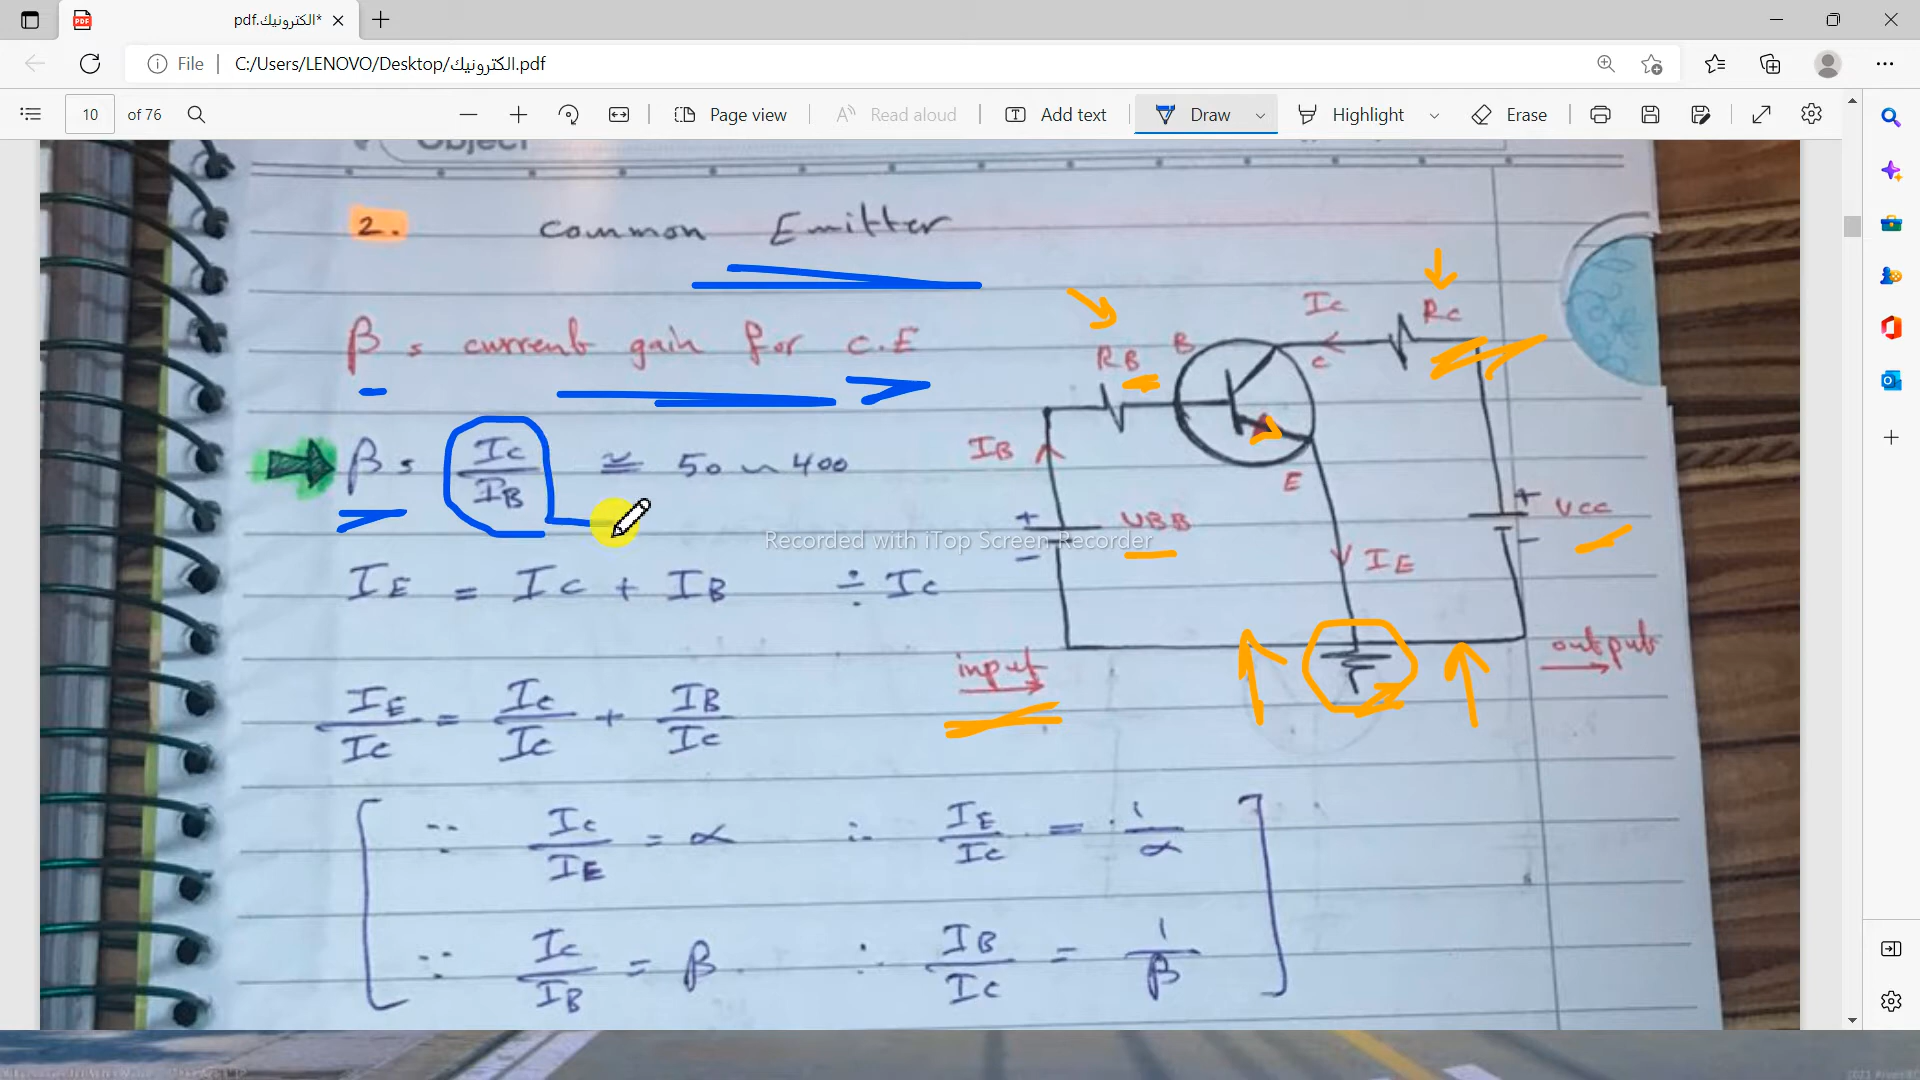 الكترونيك.pdf*
File C:/Users/LENOVO/Desktop/الكترونيك.pdf
10 of 76 Page view Read aloud Add text Draw Highlight Erase
Object
2. Common Emitter
β = current gain for C.E
β = IC/IB ≅ 50 ~ 400
IE = IC + IB ÷ IC
IE/IC = IC/IC + IB/IC
∵ IC/IE = α ∴ IE/IC = 1/α
∵ IC/IB = β ∴ IB/IC = 1/β
IC RC
RB B C
IB E
+ VBB - + VCC -
IE
input output
Recorded with iTop Screen Recorder